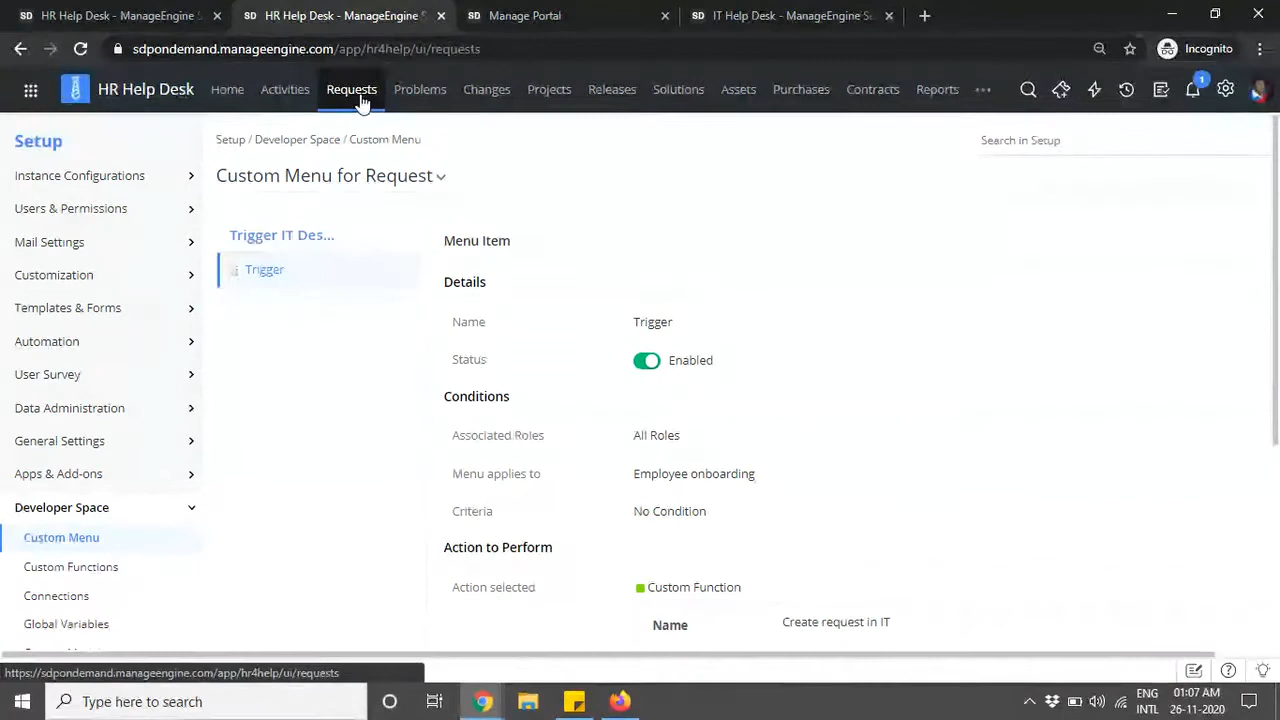 SD HR Help Desk - ManageEngine S
SD HR Help Desk - ManageEngine S
SD Manage Portal
SD IT Help Desk - ManageEngine Su
sdpondemand.manageengine.com/app/hr4help/ui/requests
Incognito
HR Help Desk Home Activities Requests Problems Changes Projects Releases Solutions Assets Purchases Contracts Reports
1
Setup
Instance Configurations
Users & Permissions
Mail Settings
Customization
Templates & Forms
Automation
User Survey
Data Administration
General Settings
Apps & Add-ons
Developer Space
Custom Menu
Custom Functions
Connections
Global Variables
Setup / Developer Space / Custom Menu
Search in Setup
Custom Menu for Request
Trigger IT Des...
Trigger
Menu Item
Details
Name Trigger
Status Enabled
Conditions
Associated Roles All Roles
Menu applies to Employee onboarding
Criteria No Condition
Action to Perform
Action selected Custom Function
Name Create request in IT
https://sdpondemand.manageengine.com/app/hr4help/ui/requests
Type here to search
ENG
INTL
01:07 AM
26-11-2020